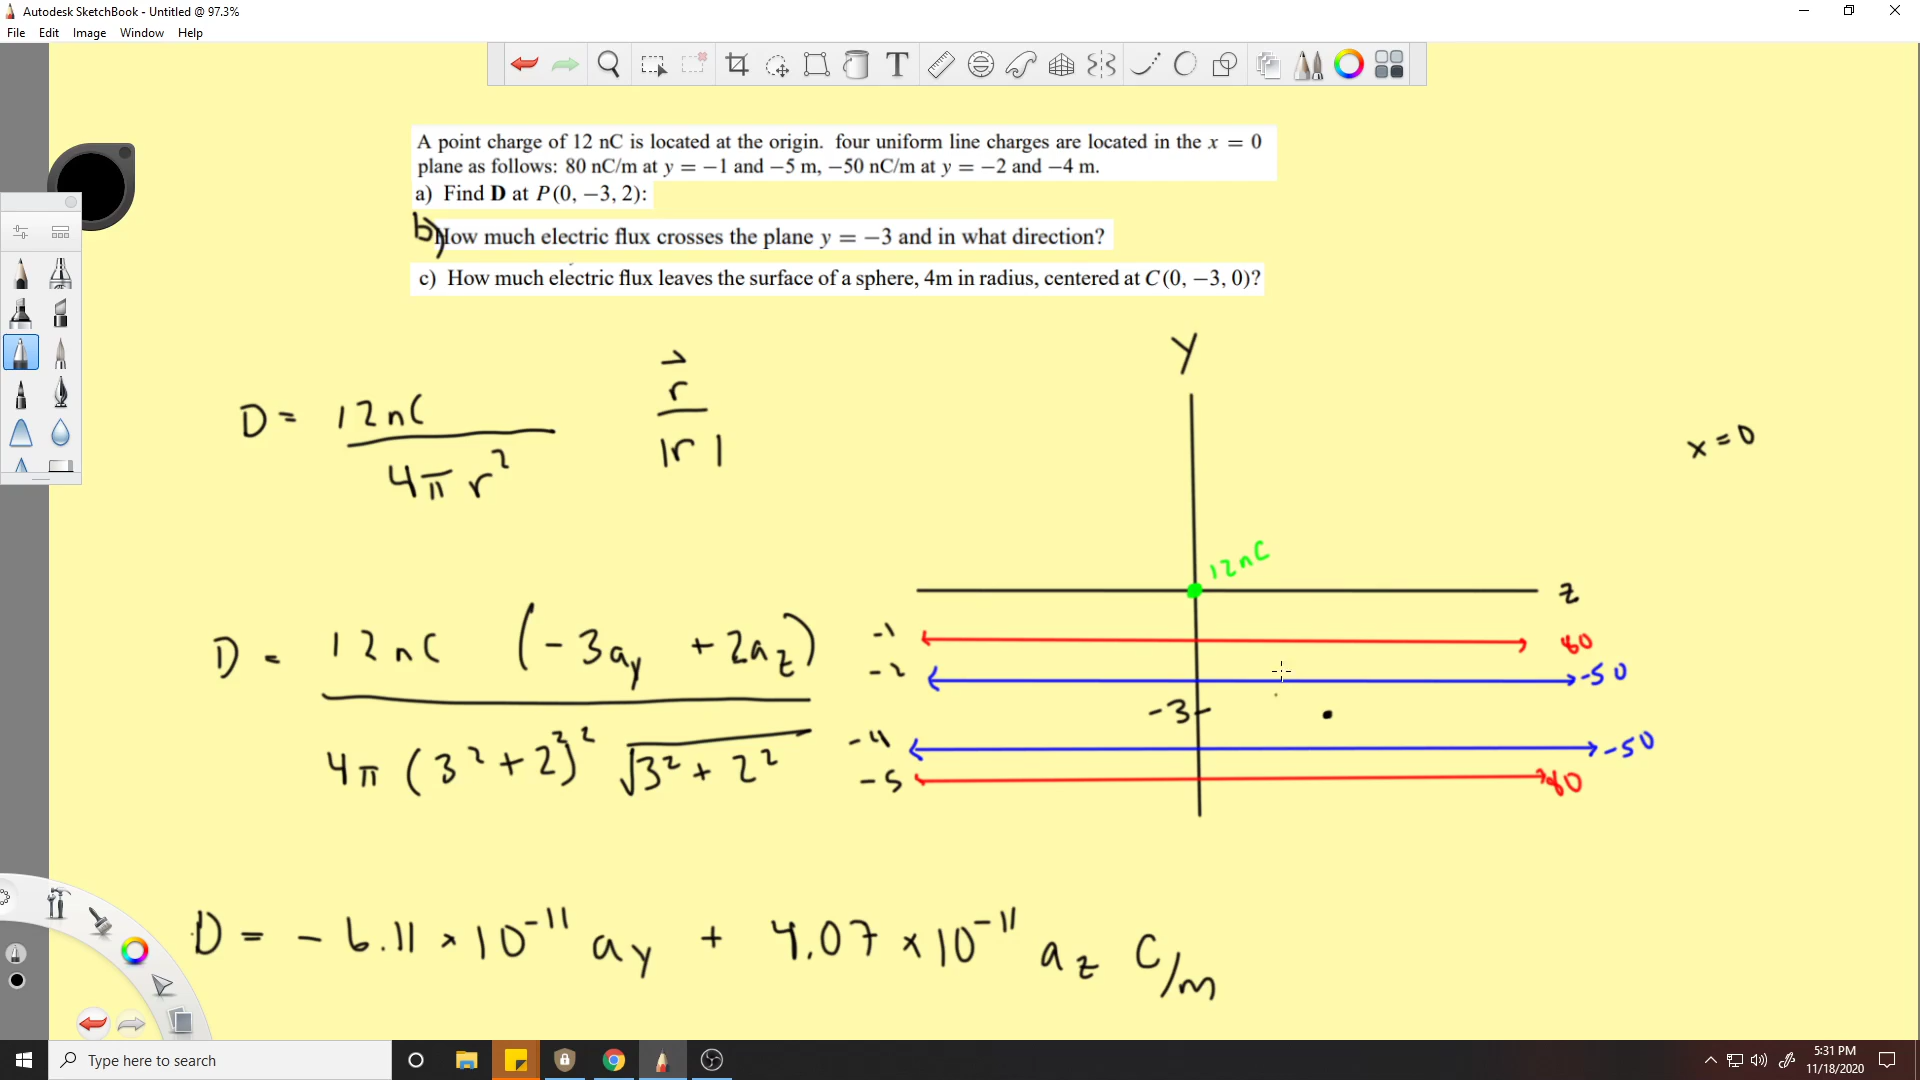 Autodesk SketchBook - Untitled @ 97.3%
File Edit Image Window Help
T
A point charge of 12 nC is located at the origin. four uniform line charges are located in the x = 0
plane as follows: 80 nC/m at y = −1 and −5 m, −50 nC/m at y = −2 and −4 m.
a) Find D at P(0, −3, 2):
b) How much electric flux crosses the plane y = −3 and in what direction?
c) How much electric flux leaves the surface of a sphere, 4m in radius, centered at C(0, −3, 0)?
Y
x = 0
D = 12nC / 4π r² r⃗ / |r|
12nC
z
-1 80
-2 -50
-3
-4 -50
-5 80
D = 12nC (-3ay + 2az) / 4π (3² + 2²)² √3² + 2²
D = - 6.11 × 10⁻¹¹ ay + 4.07 × 10⁻¹¹ az C/m
Type here to search
5:31 PM
11/18/2020